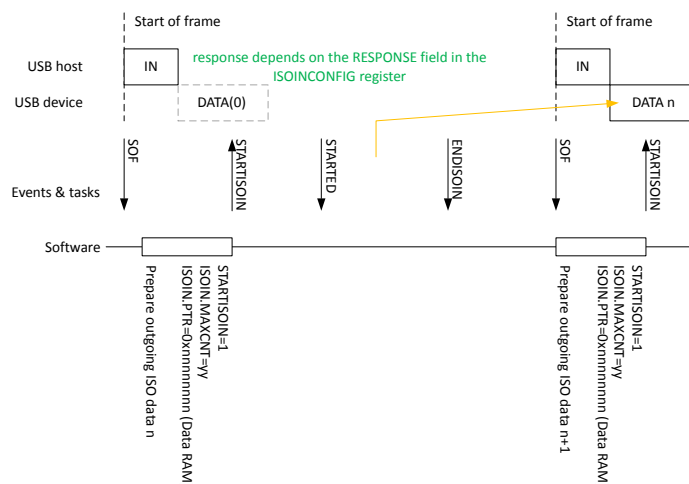 Start of frame
Start of frame
USB host
IN
response depends on the RESPONSE field in the
ISOINCONFIG register
IN
USB device
DATA(0)
DATA n
SOF
STARTISOIN
STARTED
ENDISOIN
SOF
STARTISOIN
Events & tasks
Software
Prepare outgoing ISO data n
STARTISOIN=1
ISOIN.MAXCNT=yy
ISOIN.PTR=0xnnnnnnnn (Data RAM
Prepare outgoing ISO data n+1
STARTISOIN=1
ISOIN.MAXCNT=yy
ISOIN.PTR=0xnnnnnnnn (Data RAM